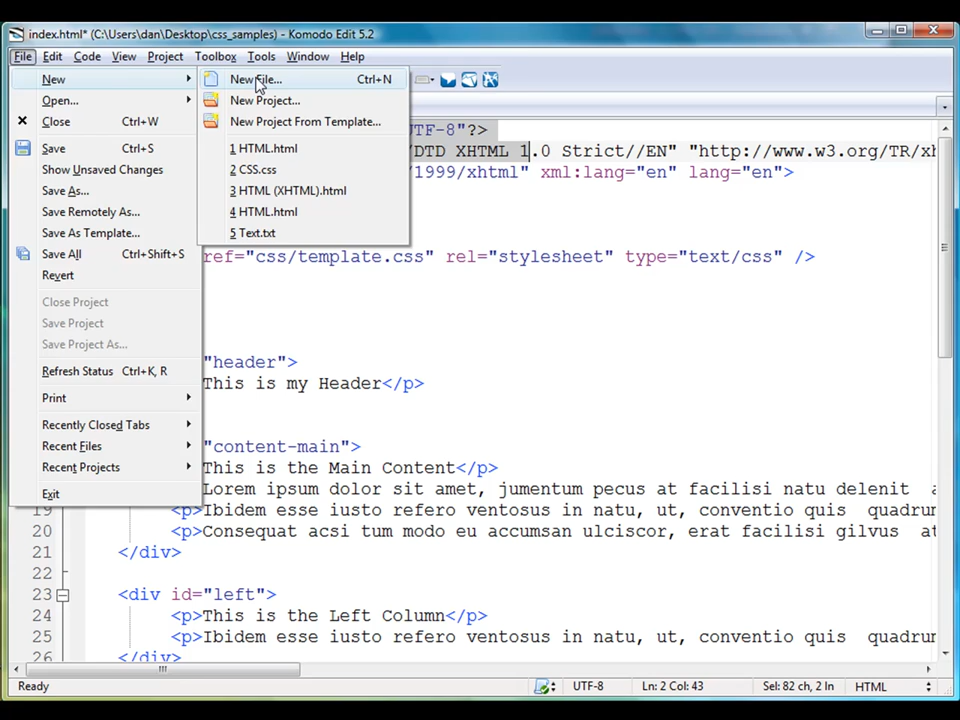 index.html* (C:\Users\dan\Desktop\css_samples) - Komodo Edit 5.2
File Edit Code View Project Toolbox Tools Window Help
New
Open...
Close Ctrl+W
Save Ctrl+S
Show Unsaved Changes
Save As...
Save Remotely As...
Save As Template...
Save All Ctrl+Shift+S
Revert
Close Project
Save Project
Save Project As...
Refresh Status Ctrl+K, R
Print
Recently Closed Tabs
Recent Files
Recent Projects
Exit
New File... Ctrl+N
New Project...
New Project From Template...
1 HTML.html
2 CSS.css
3 HTML (XHTML).html
4 HTML.html
5 Text.txt
UTF-8"?>
/DTD XHTML 1.0 Strict//EN" "http://www.w3.org/TR/xh
/1999/xhtml" xml:lang="en" lang="en">
ref="css/template.css" rel="stylesheet" type="text/css" />
"header">
This is my Header</p>
"content-main">
This is the Main Content</p>
Lorem ipsum dolor sit amet, jumentum pecus at facilisi natu delenit a
19 <p>Ibidem esse iusto refero ventosus in natu, ut, conventio quis quadrum
20 <p>Consequat acsi tum modo eu accumsan ulciscor, erat facilisi gilvus at
21 </div>
22
23 <div id="left">
24 <p>This is the Left Column</p>
25 <p>Ibidem esse iusto refero ventosus in natu, ut, conventio quis quadrum
26 </div>
Ready UTF-8 Ln: 2 Col: 43 Sel: 82 ch, 2 ln HTML